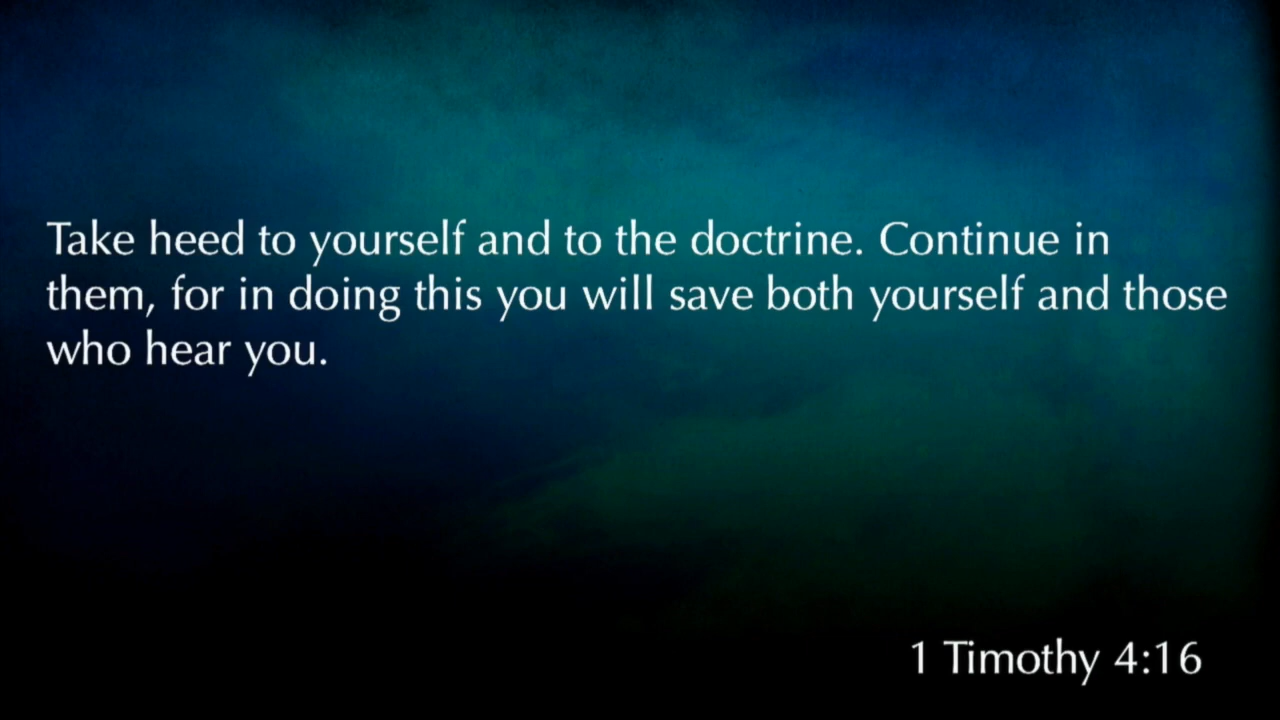 Take heed to yourself and to the doctrine. Continue in
them, for in doing this you will save both yourself and those
who hear you.
1 Timothy 4:16